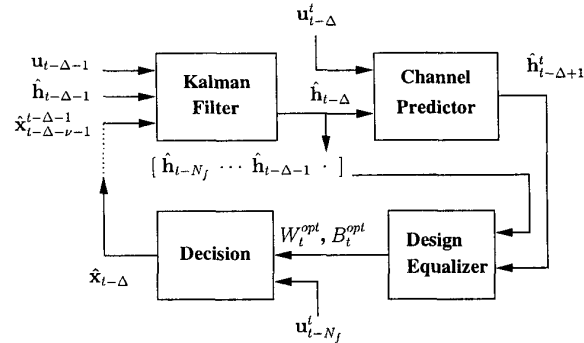 u_{t-Δ}^{t}
u_{t-Δ-1}
ĥ_{t-Δ-1}
x̂_{t-Δ-ν-1}^{t-Δ-1}
Kalman
Filter
ĥ_{t-Δ}
Channel
Predictor
ĥ_{t-Δ+1}^{t}
[ ĥ_{t-N_f} ⋯ ĥ_{t-Δ-1} · ]
Decision
W_t^{opt}, B_t^{opt}
Design
Equalizer
x̂_{t-Δ}
u_{t-N_f}^{t}